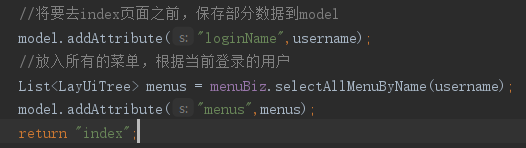 //将要去index页面之前，保存部分数据到model
model.addAttribute( s: "loginName",username);
//放入所有的菜单，根据当前登录的用户
List<LayUiTree> menus = menuBiz.selectAllMenuByName(username);
model.addAttribute( s: "menus",menus);
return "index";